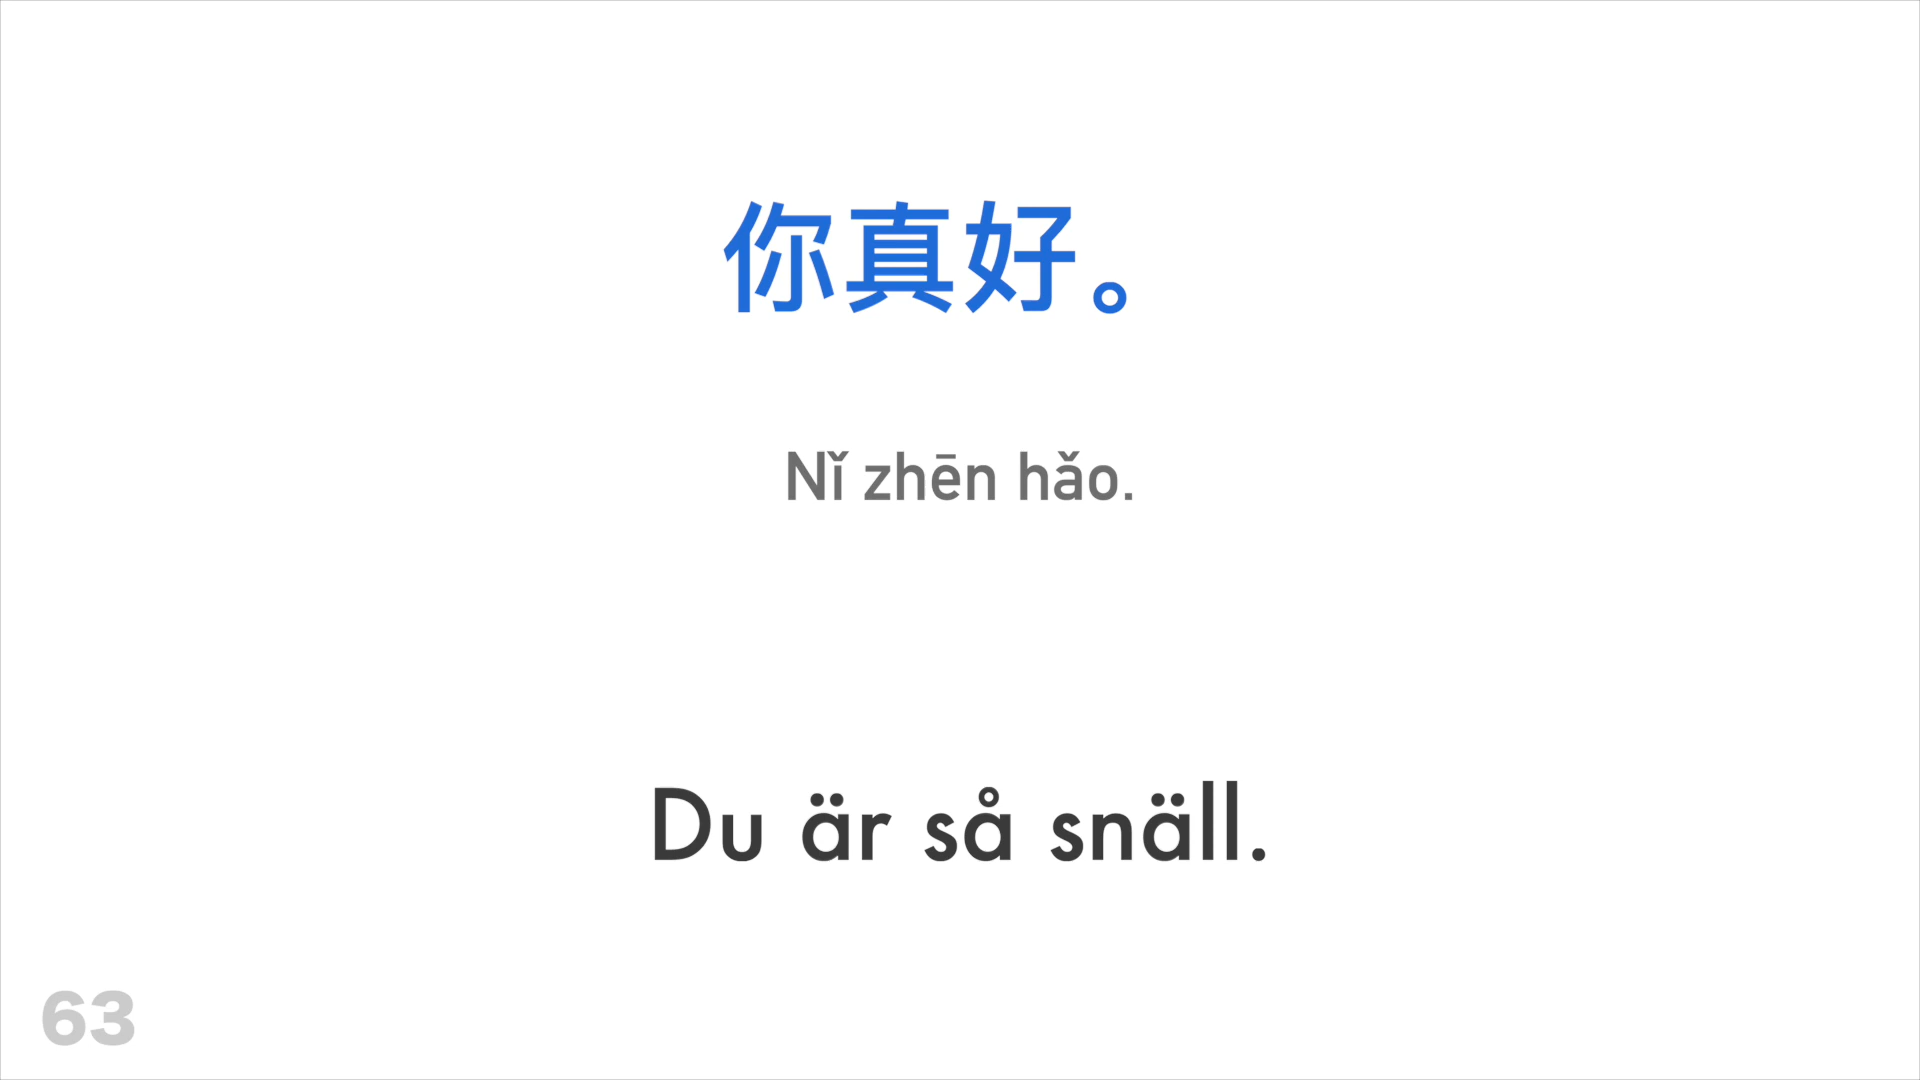 你真好。
Nǐ zhēn hǎo.
Du är så snäll.
63